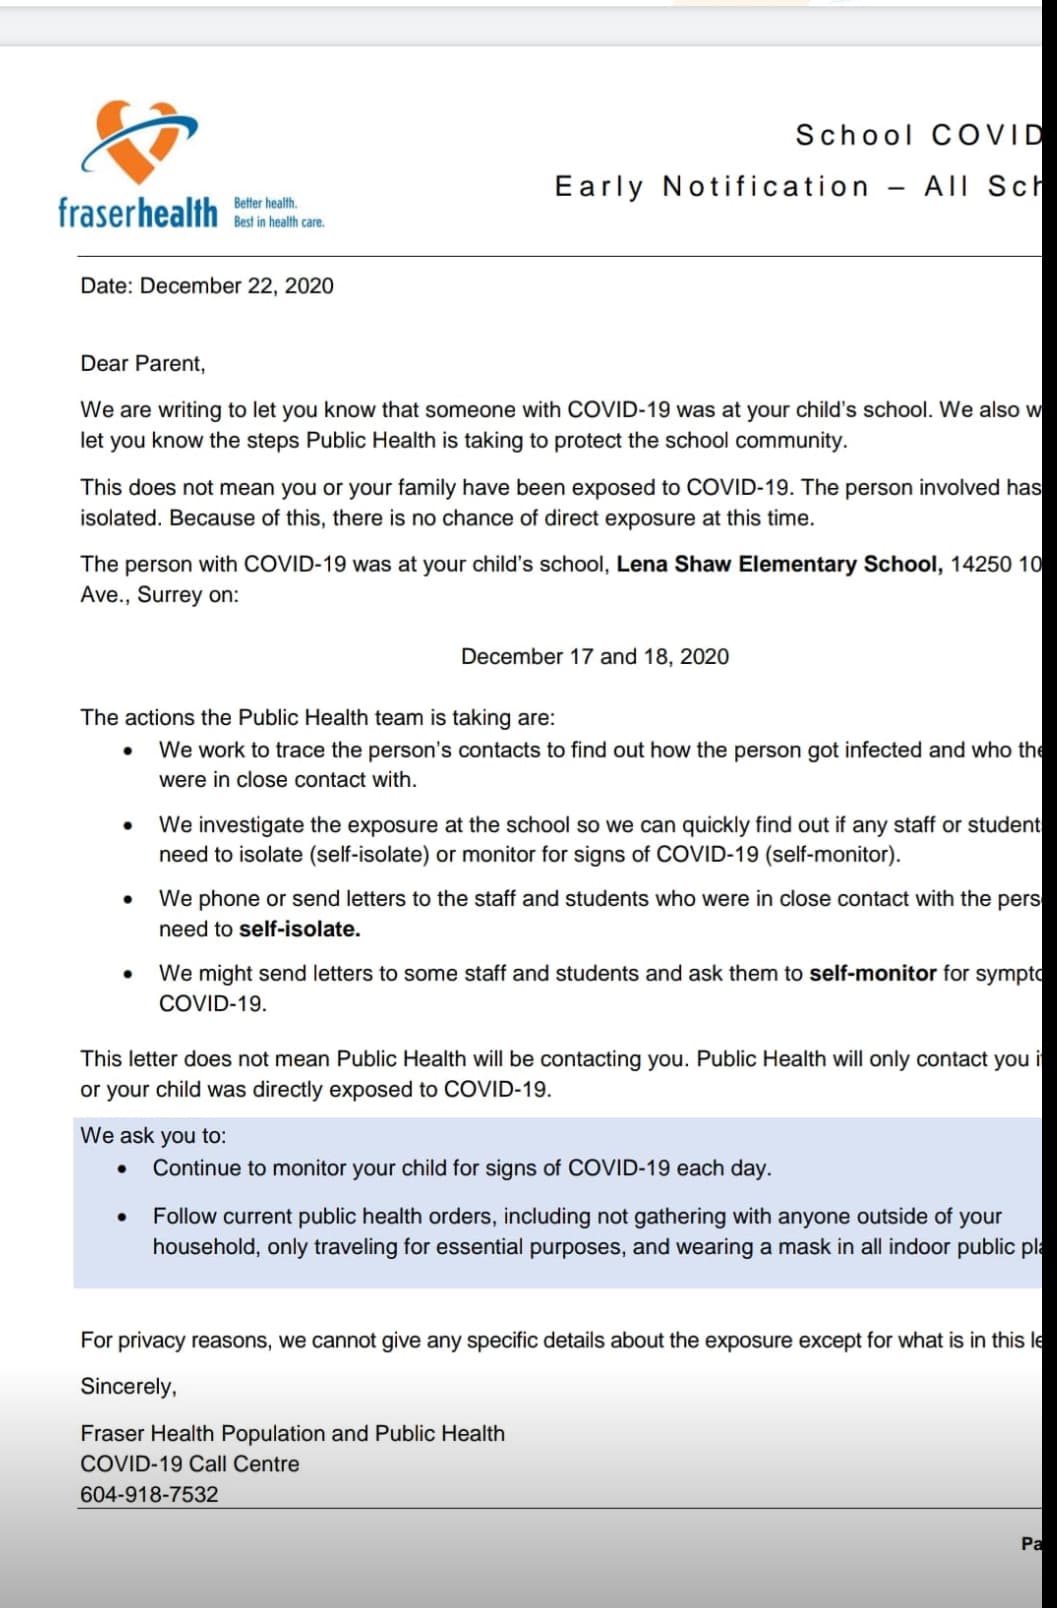 fraserhealth
Better health.
Best in health care.
School COVID
Early Notification – All Sch
Date: December 22, 2020
Dear Parent,
We are writing to let you know that someone with COVID-19 was at your child's school. We also w
let you know the steps Public Health is taking to protect the school community.
This does not mean you or your family have been exposed to COVID-19. The person involved has
isolated. Because of this, there is no chance of direct exposure at this time.
The person with COVID-19 was at your child's school, Lena Shaw Elementary School, 14250 10
Ave., Surrey on:
December 17 and 18, 2020
The actions the Public Health team is taking are:
• We work to trace the person's contacts to find out how the person got infected and who the
were in close contact with.
• We investigate the exposure at the school so we can quickly find out if any staff or student
need to isolate (self-isolate) or monitor for signs of COVID-19 (self-monitor).
• We phone or send letters to the staff and students who were in close contact with the pers
need to self-isolate.
• We might send letters to some staff and students and ask them to self-monitor for sympto
COVID-19.
This letter does not mean Public Health will be contacting you. Public Health will only contact you i
or your child was directly exposed to COVID-19.
We ask you to:
• Continue to monitor your child for signs of COVID-19 each day.
• Follow current public health orders, including not gathering with anyone outside of your
household, only traveling for essential purposes, and wearing a mask in all indoor public pla
For privacy reasons, we cannot give any specific details about the exposure except for what is in this le
Sincerely,
Fraser Health Population and Public Health
COVID-19 Call Centre
604-918-7532
Pa